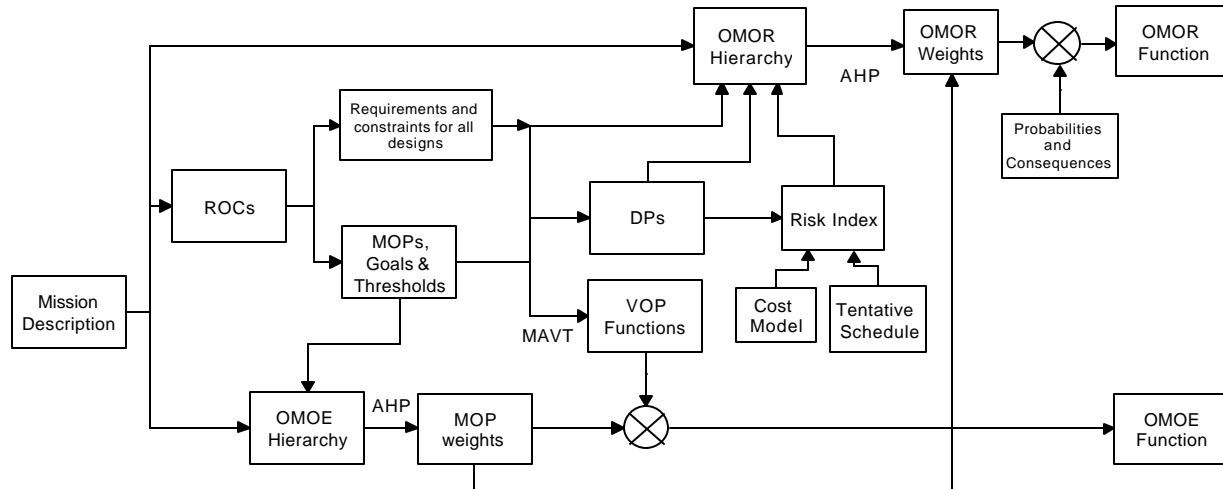 OMOR
Hierarchy
OMOR
Weights
OMOR
Function
AHP
Requirements and
constraints for all
designs
Probabilities
and
Consequences
ROCs
DPs
Risk Index
MOPs,
Goals &
Thresholds
Mission
Description
VOP
Functions
MAVT
Cost
Model
Tentative
Schedule
OMOE
Hierarchy
AHP
MOP
weights
OMOE
Function